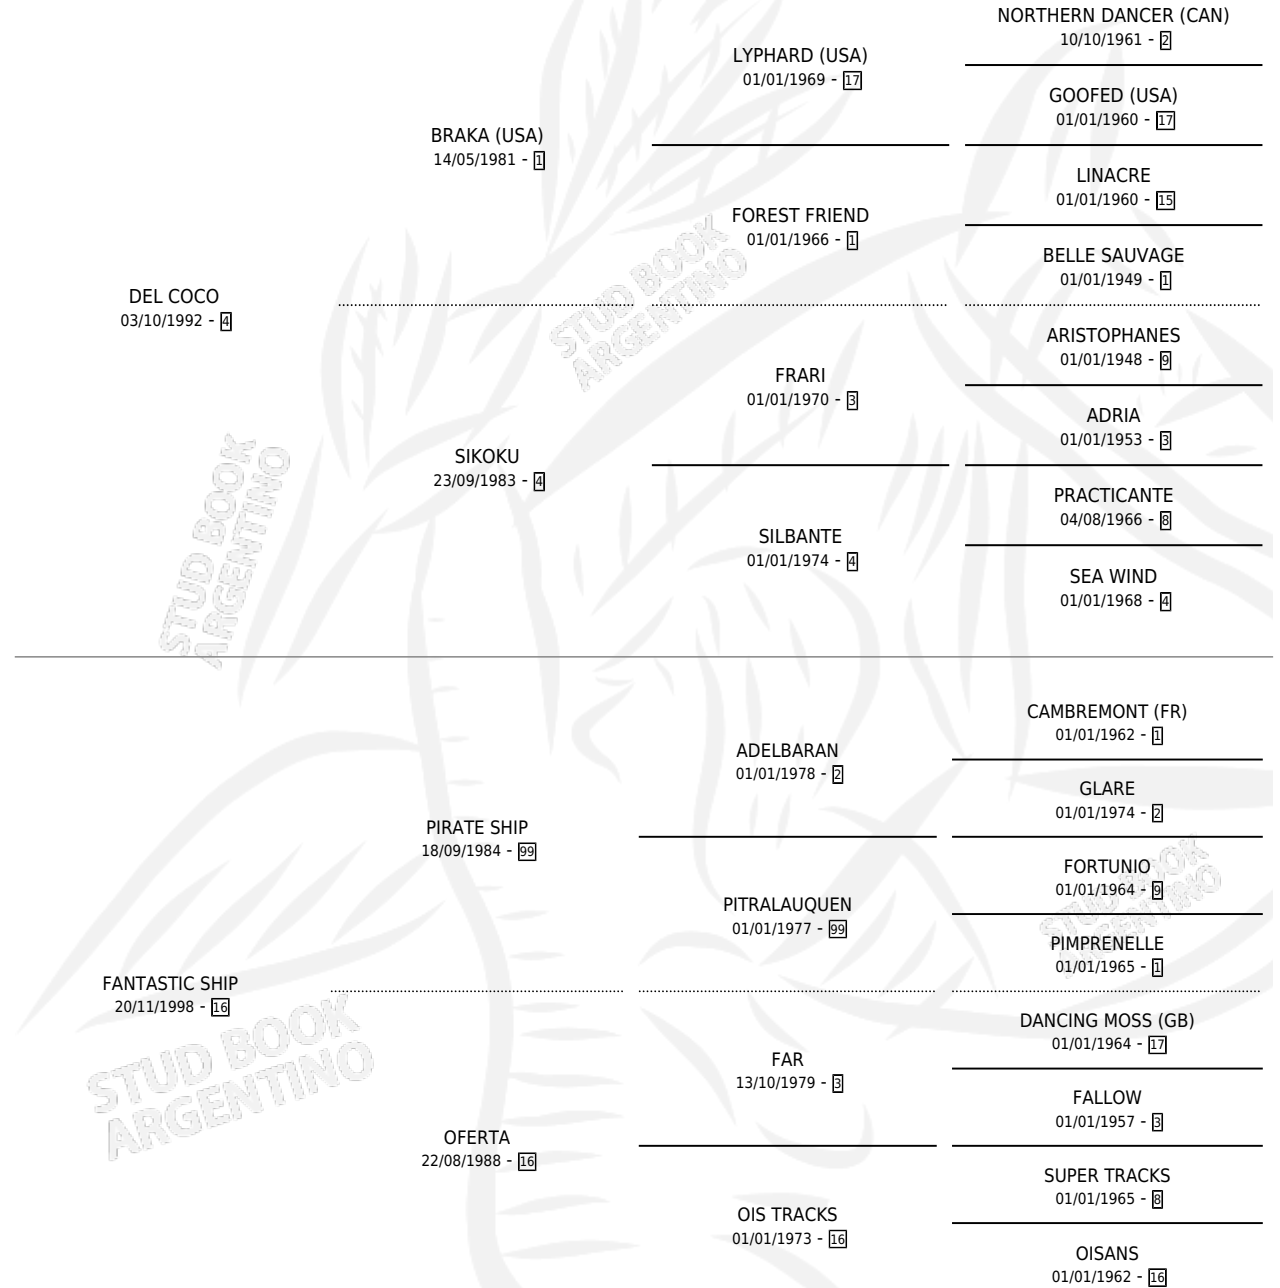 NORTHERN DANCER (CAN)
10/10/1961 - 2
LYPHARD (USA)
01/01/1969 - 17
GOOFED (USA)
01/01/1960 - 17
BRAKA (USA)
14/05/1981 - 1
LINACRE
01/01/1960 - 15
FOREST FRIEND
01/01/1966 - 1
BELLE SAUVAGE
01/01/1949 - 1
DEL COCO
03/10/1992 - 4
STUD BOOK
ARGENTINO
ARISTOPHANES
01/01/1948 - 9
FRARI
01/01/1970 - 3
ADRIA
01/01/1953 - 3
SIKOKU
23/09/1983 - 4
PRACTICANTE
04/08/1966 - 8
SILBANTE
01/01/1974 - 4
SEA WIND
01/01/1968 - 4
STUD BOOK
ARGENTINO
CAMBREMONT (FR)
01/01/1962 - 1
ADELBARAN
01/01/1978 - 2
GLARE
01/01/1974 - 2
PIRATE SHIP
18/09/1984 - 99
FORTUNIO
01/01/1964 - 9
PITRALAUQUEN
01/01/1977 - 99
PIMPRENELLE
01/01/1965 - 1
STUD BOOK
ARGENTINO
FANTASTIC SHIP
20/11/1998 - 16
DANCING MOSS (GB)
01/01/1964 - 17
FAR
13/10/1979 - 3
FALLOW
01/01/1957 - 3
STUD BOOK
ARGENTINO
OFERTA
22/08/1988 - 16
SUPER TRACKS
01/01/1965 - 8
OIS TRACKS
01/01/1973 - 16
OISANS
01/01/1962 - 16